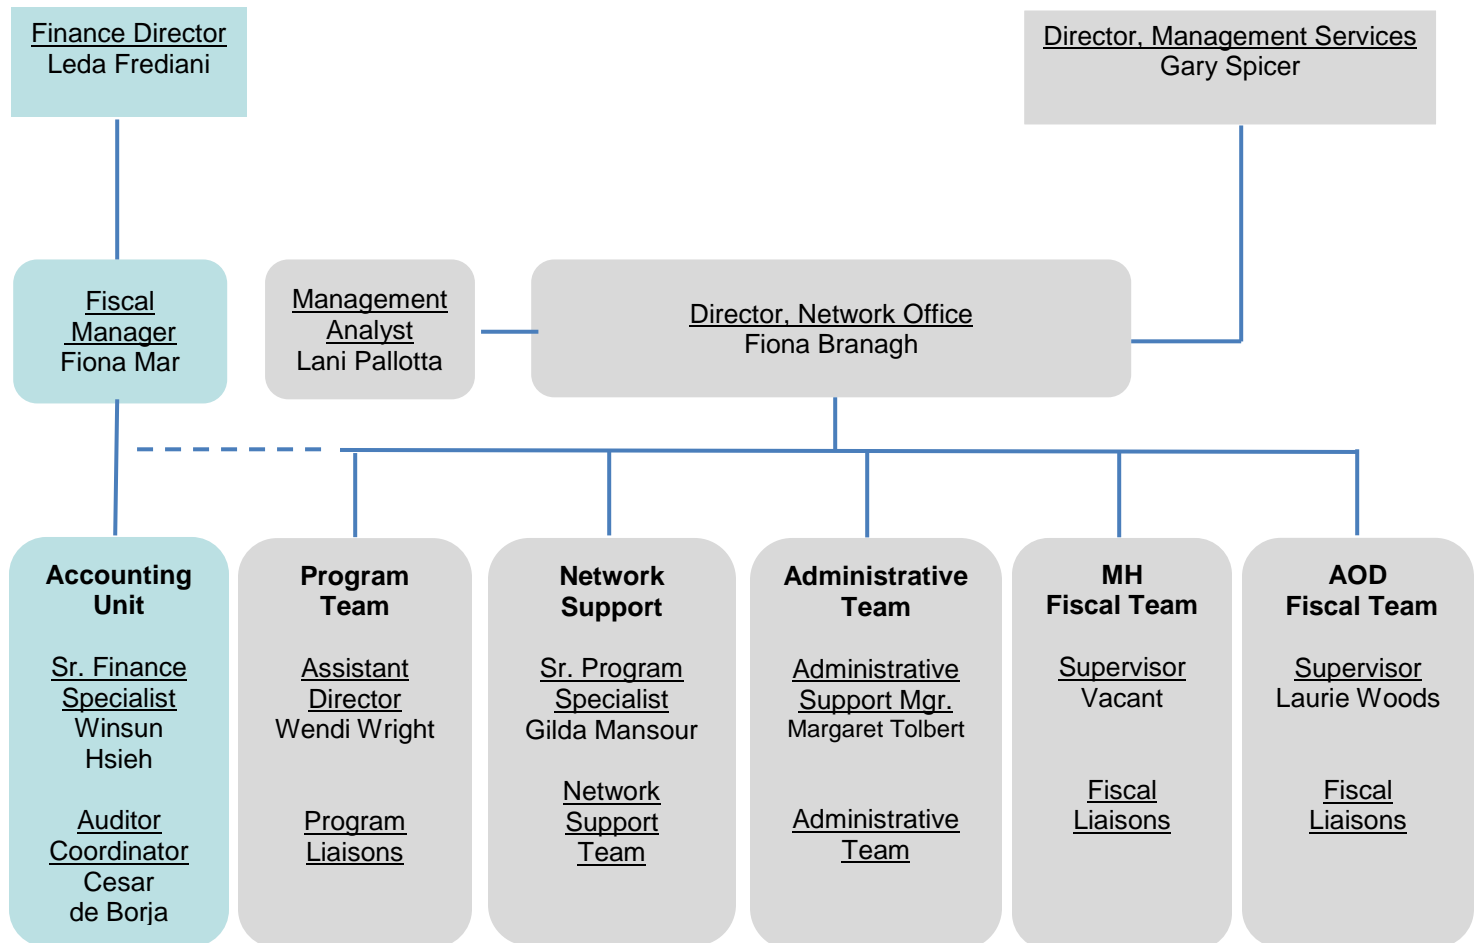 Finance Director
Leda Frediani
Director, Management Services
Gary Spicer
Fiscal
Manager
Fiona Mar
Management
Analyst
Lani Pallotta
Director, Network Office
Fiona Branagh
Accounting
Unit
Sr. Finance
Specialist
Winsun
Hsieh
Auditor
Coordinator
Cesar
de Borja
Program
Team
Assistant
Director
Wendi Wright
Program
Liaisons
Network
Support
Sr. Program
Specialist
Gilda Mansour
Network
Support
Team
Administrative
Team
Administrative
Support Mgr.
Margaret Tolbert
Administrative
Team
MH
Fiscal Team
Supervisor
Vacant
Fiscal
Liaisons
AOD
Fiscal Team
Supervisor
Laurie Woods
Fiscal
Liaisons